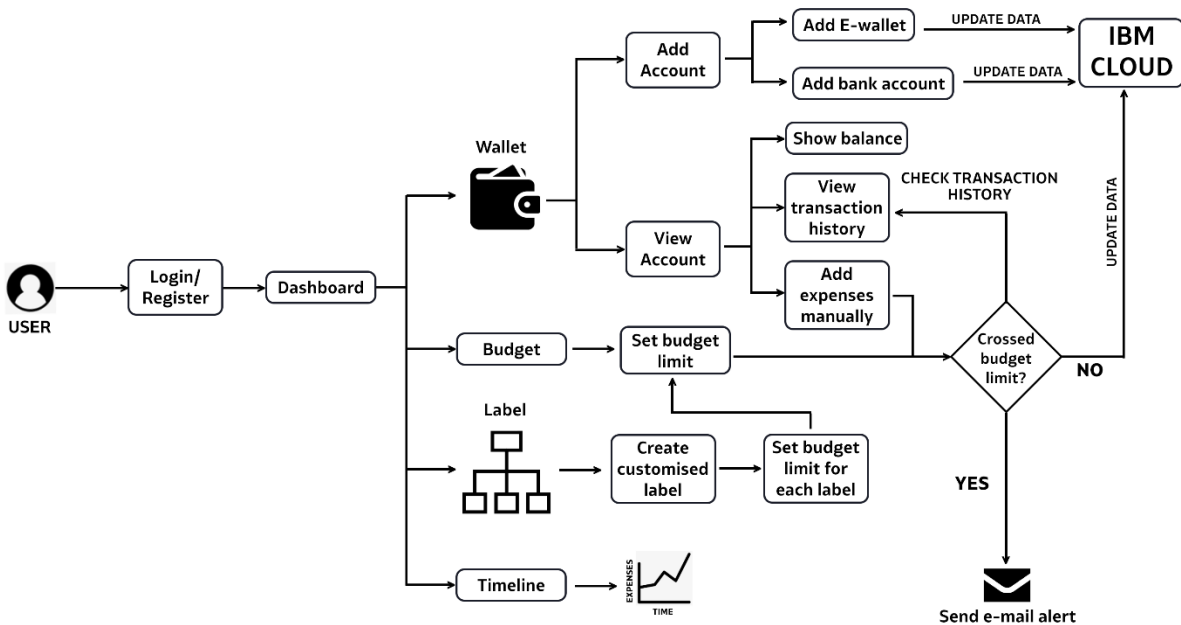 USER
Login/
Register
Dashboard
Wallet
Add
Account
Add E-wallet
UPDATE DATA
Add bank account
UPDATE DATA
IBM
CLOUD
View
Account
Show balance
View
transaction
history
CHECK TRANSACTION
HISTORY
Add
expenses
manually
UPDATE DATA
Budget
Set budget
limit
Crossed
budget
limit?
NO
YES
Send e-mail alert
Label
Create
customised
label
Set budget
limit for
each label
Timeline
EXPENSES
TIME